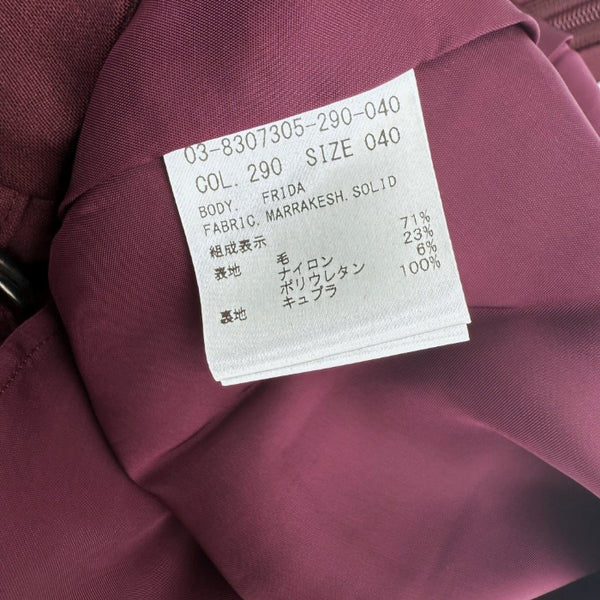 03-8307305-290-040
COL. 290 SIZE 040
BODY. FRIDA
FABRIC. MARRAKESH. SOLID
組成表示
表地 毛 71%
ナイロン 23%
ポリウレタン 6%
裏地 キュプラ 100%